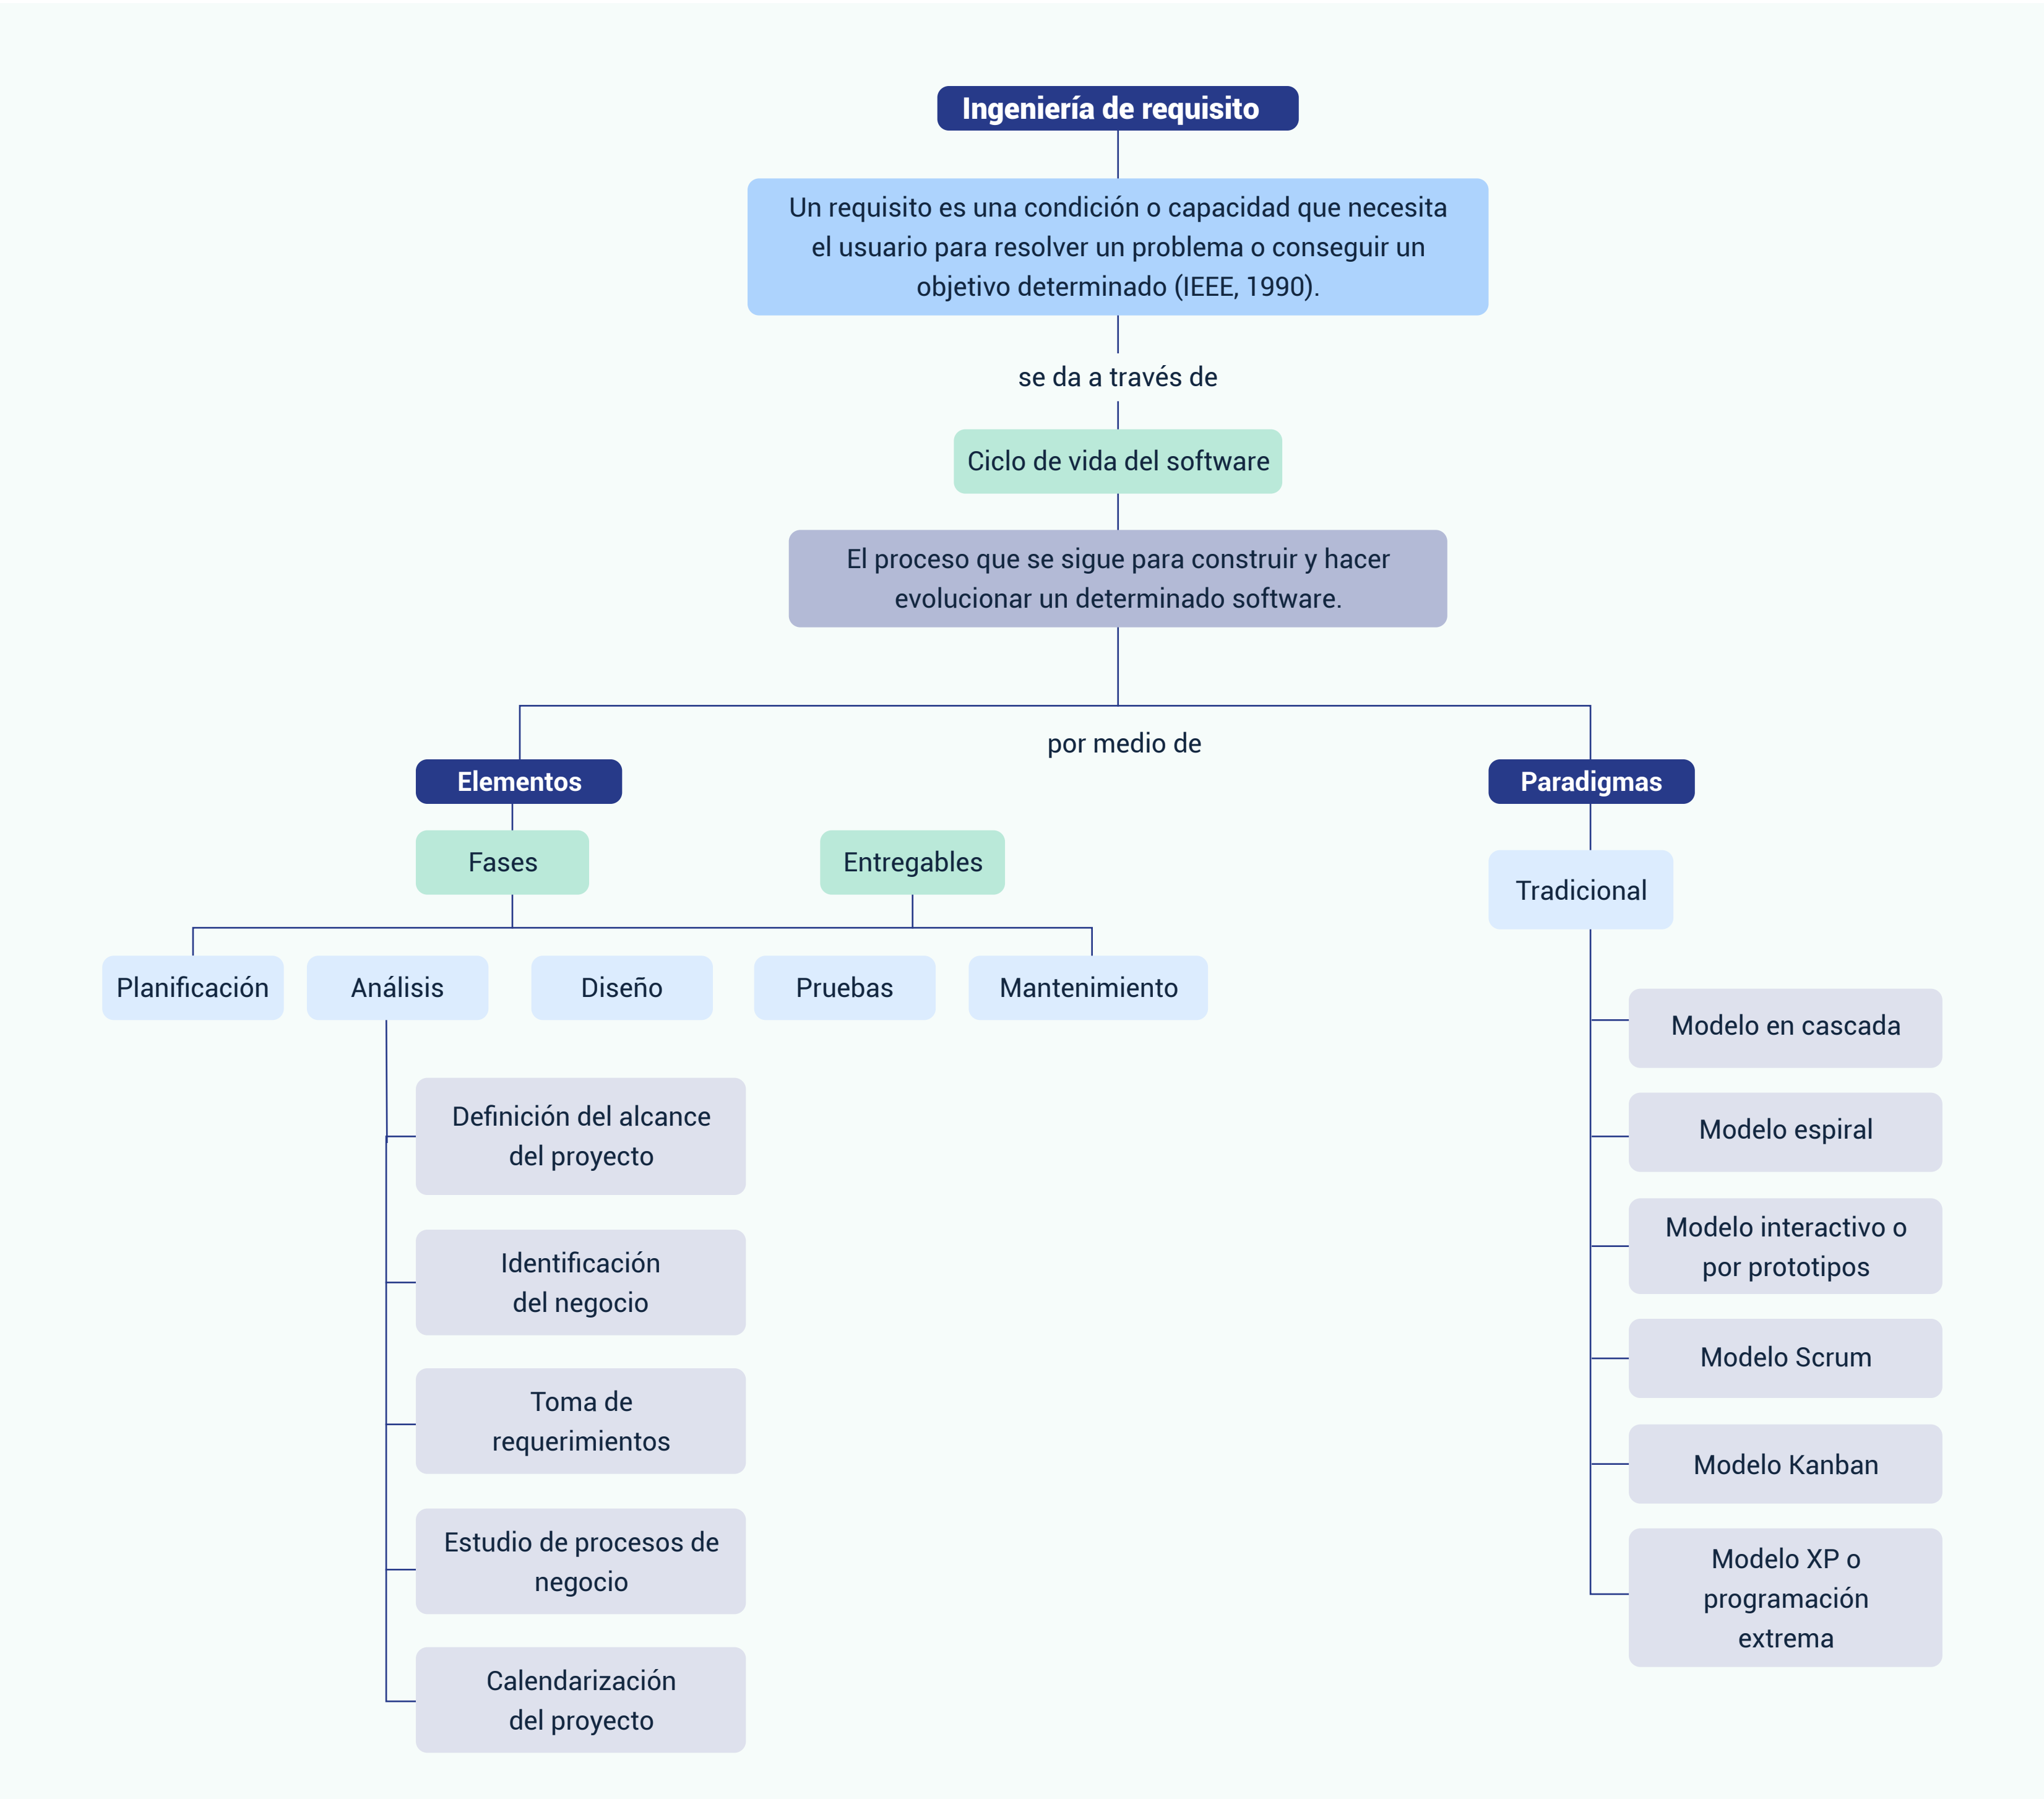 Ingeniería de requisito
Un requisito es una condición o capacidad que necesita
el usuario para resolver un problema o conseguir un
objetivo determinado (IEEE, 1990).
se da a través de
Ciclo de vida del software
El proceso que se sigue para construir y hacer
evolucionar un determinado software.
por medio de
Elementos
Fases
Entregables
Planificación
Análisis
Diseño
Pruebas
Mantenimiento
Definición del alcance
del proyecto
Identificación
del negocio
Toma de
requerimientos
Estudio de procesos de
negocio
Calendarización
del proyecto
Paradigmas
Tradicional
Modelo en cascada
Modelo espiral
Modelo interactivo o
por prototipos
Modelo Scrum
Modelo Kanban
Modelo XP o
programación
extrema